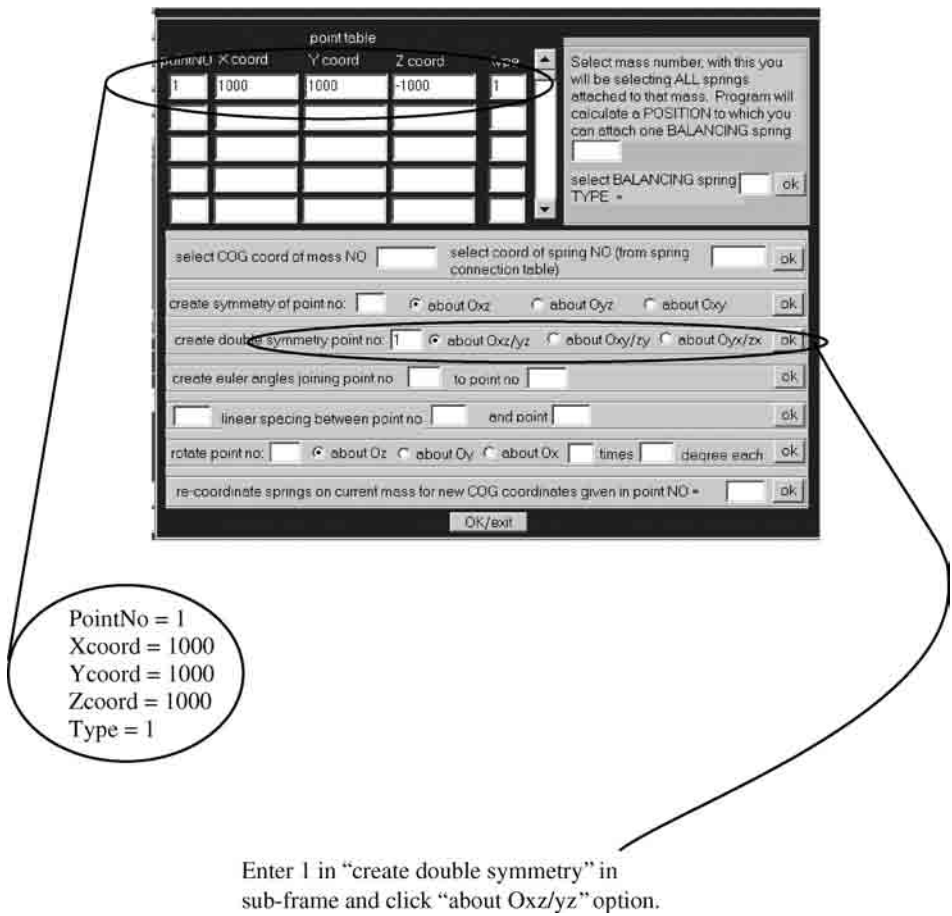 point table
pointNO X coord Y coord Z coord type
1 1000 1000 -1000 1
Select mass number, with this you
will be selecting ALL springs
attached to that mass. Program will
calculate a POSITION to which you
can attach one BALANCING spring
select BALANCING spring
TYPE =
ok
select COG coord of mass NO
select coord of spring NO (from spring
connection table)
ok
create symmetry of point no: about Oxz about Oyz about Oxy ok
create double symmetry point no: 1 about Oxz/yz about Oxy/zy about Oyx/zx ok
create euler angles joining point no to point no ok
linear spacing between point no and point ok
rotate point no: about Oz about Oy about Ox times degree each ok
re-coordinate springs on current mass for new COG coordinates given in point NO = ok
OK/exit
PointNo = 1
Xcoord = 1000
Ycoord = 1000
Zcoord = 1000
Type = 1
Enter 1 in “create double symmetry” in
sub-frame and click “about Oxz/yz” option.